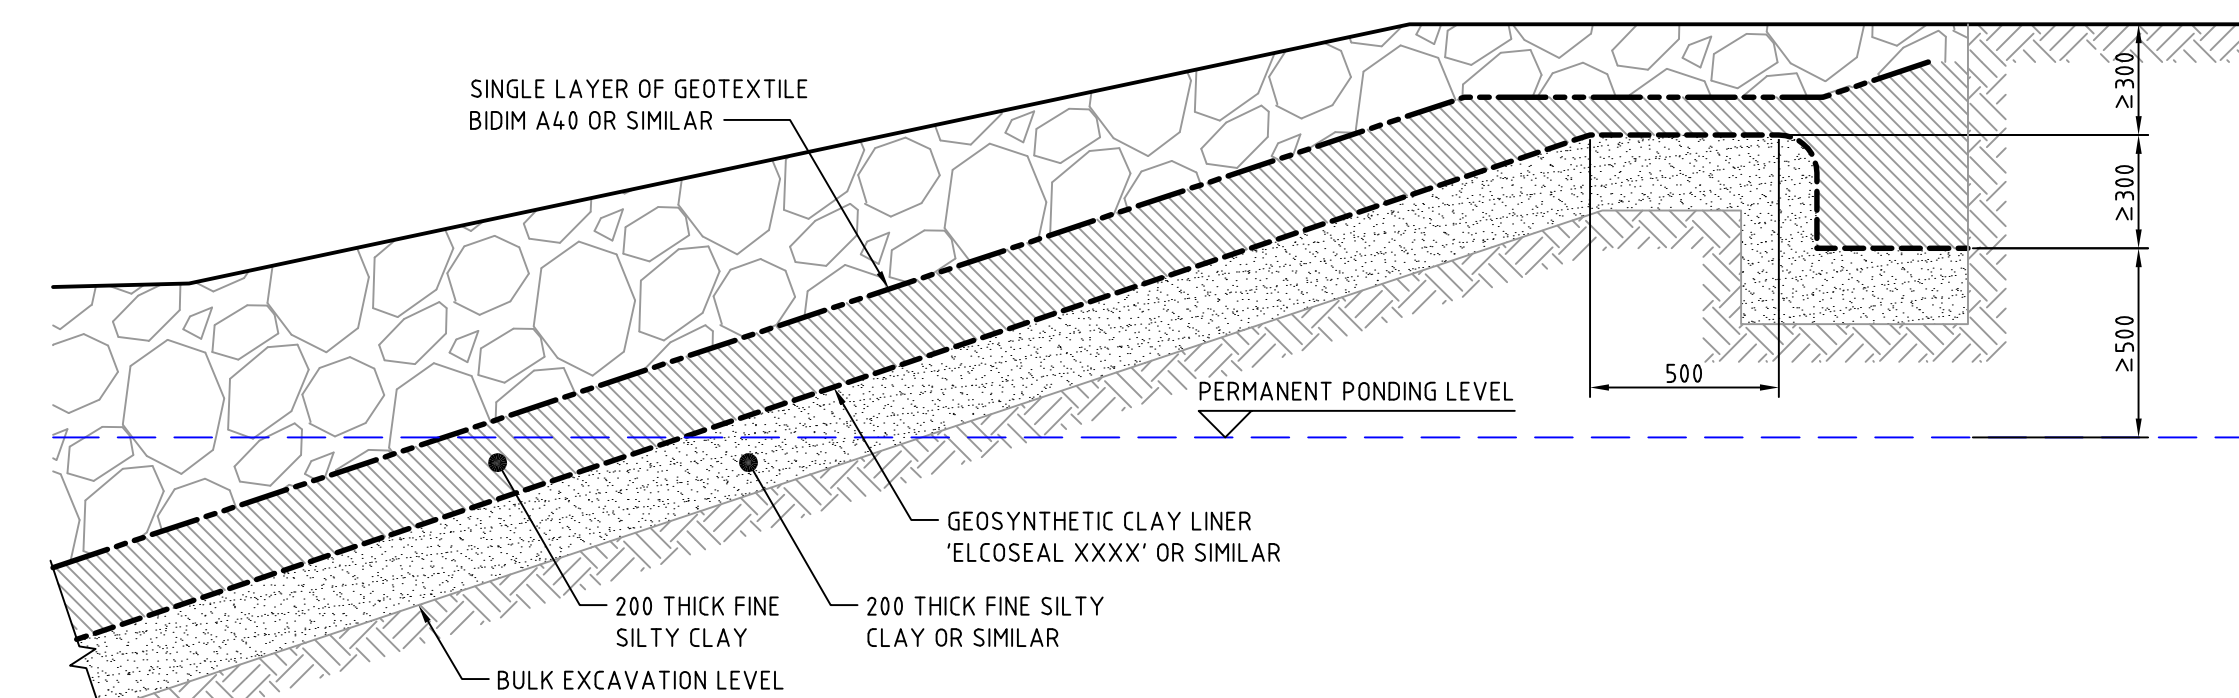 SINGLE LAYER OF GEOTEXTILE
BIDIM A40 OR SIMILAR
≥300
≥300
≥500
500
PERMANENT PONDING LEVEL
GEOSYNTHETIC CLAY LINER
'ELCOSEAL XXXX' OR SIMILAR
200 THICK FINE
SILTY CLAY
200 THICK FINE SILTY
CLAY OR SIMILAR
BULK EXCAVATION LEVEL